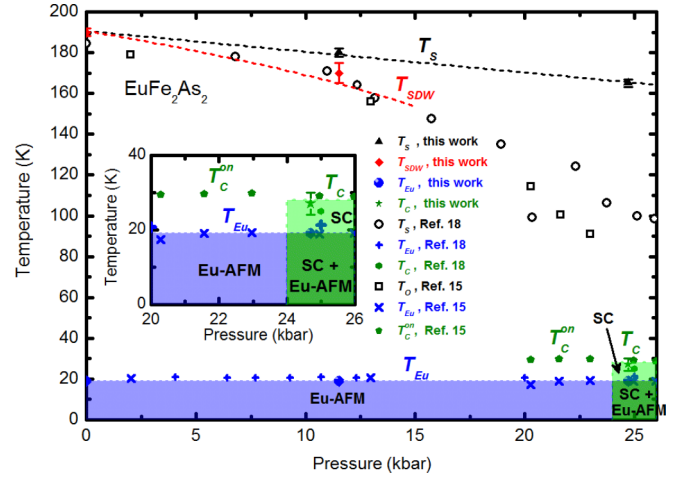 200
180
160
140
120
100
80
60
40
20
0
Temperature (K)
EuFe2As2
TS
TSDW
TS, this work
TSDW, this work
TEu, this work
TC, this work
TS, Ref. 18
TEu, Ref. 18
TC, Ref. 18
TO, Ref. 15
TEu, Ref. 15
TConset, Ref. 15
40
20
0
Temperature (K)
TCon
TC
SC
TEu
Eu-AFM
SC +
Eu-AFM
20 21 22 23 24 25 26
Pressure (kbar)
SC
TCon
TC
TEu
Eu-AFM
SC +
Eu-AFM
0 5 10 15 20 25
Pressure (kbar)